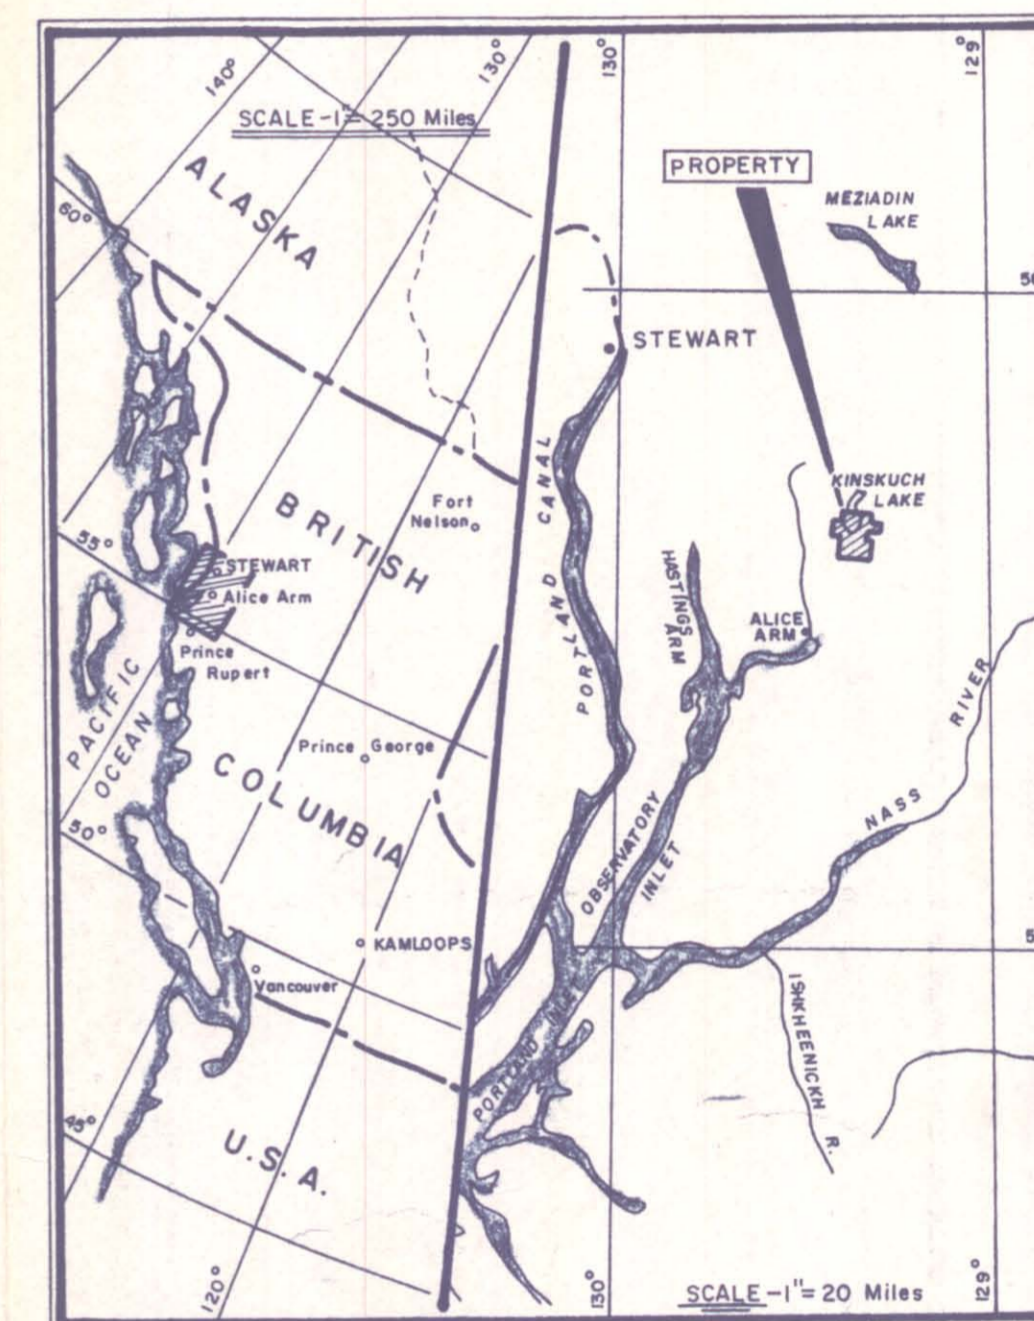 140°
130°
SCALE-1"= 250 Miles
ALASKA
60°
BRITISH
Fort
Nelson
55°
STEWART
Alice Arm
Prince
Rupert
PACIFIC
OCEAN
Prince George
COLUMBIA
50°
KAMLOOPS
Vancouver
45°
U.S.A.
120°
130°
129°
PROPERTY
MEZIADIN
LAKE
STEWART
KINSKUCH
LAKE
PORTLAND CANAL
HASTINGS
ARM
ALICE
ARM
NASS RIVER
OBSERVATORY
INLET
PORTLAND
ISHKHEENICKH R.
130°
129°
SCALE-1"= 20 Miles